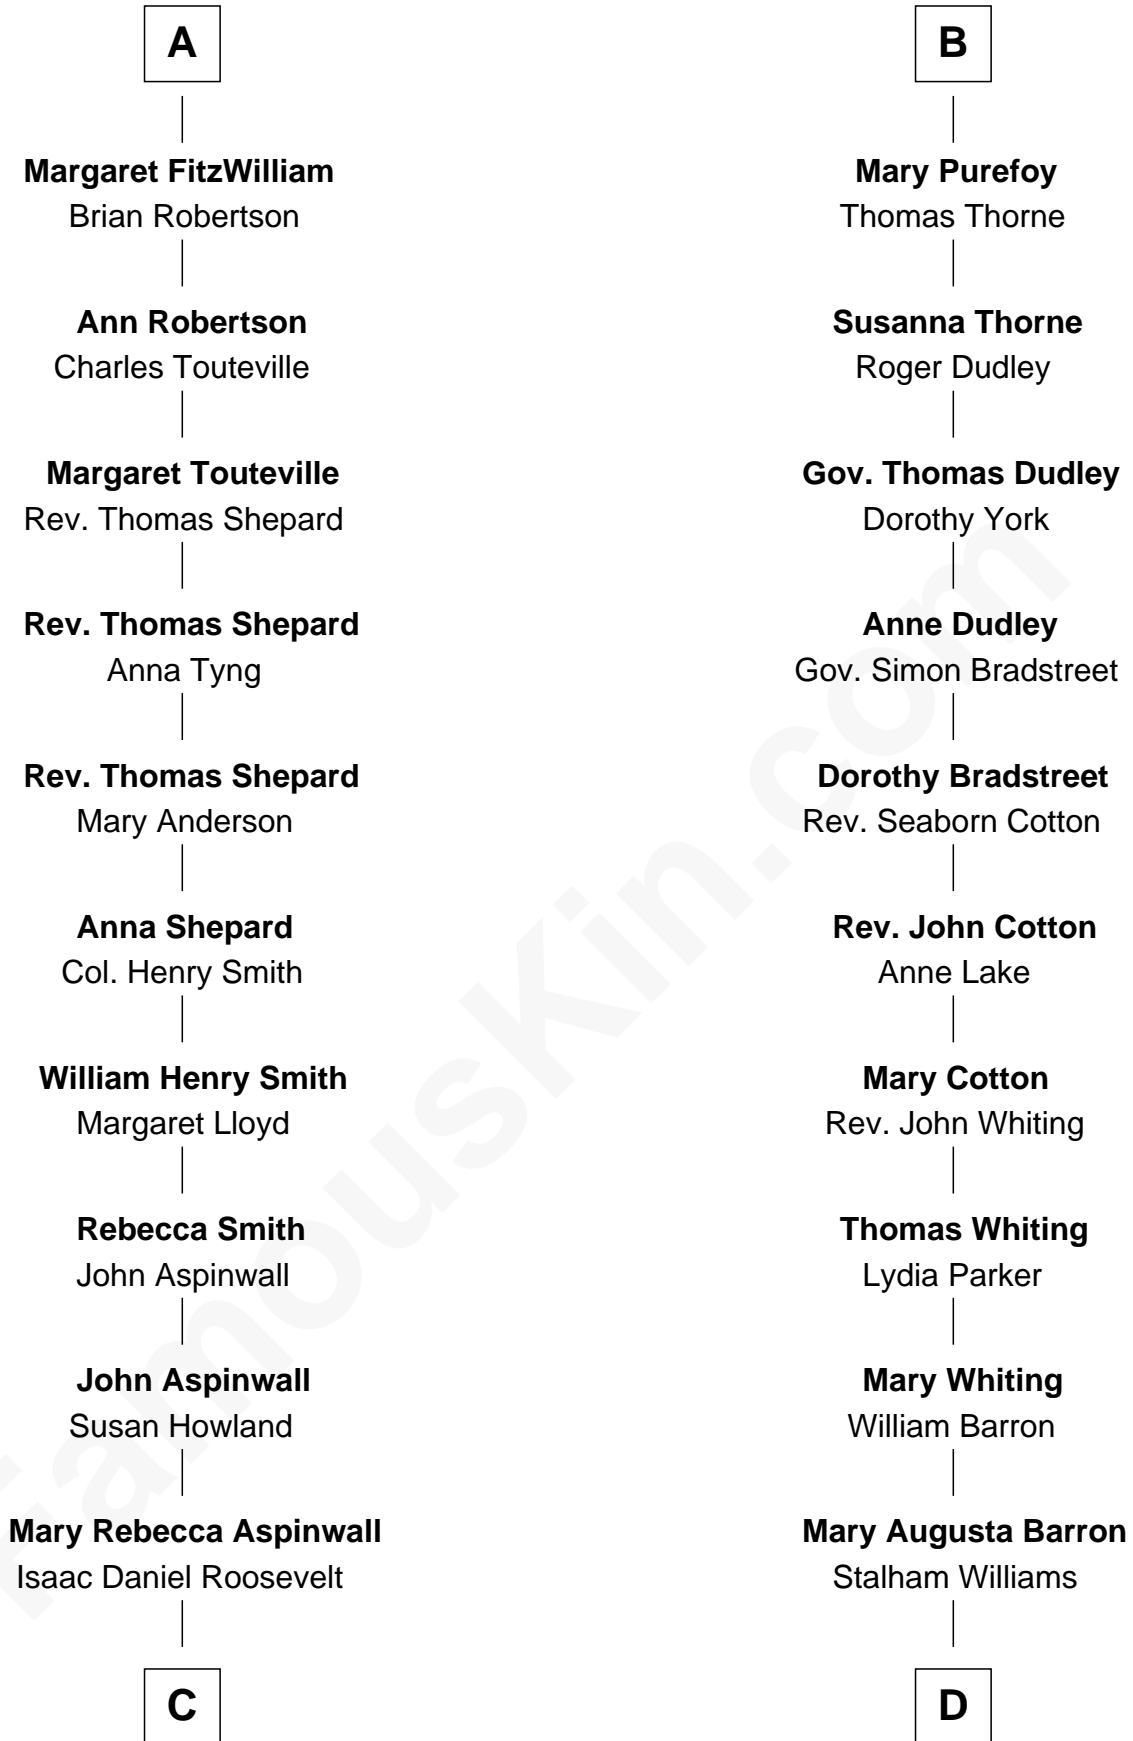 A
Margaret FitzWilliam
Brian Robertson
Ann Robertson
Charles Touteville
Margaret Touteville
Rev. Thomas Shepard
Rev. Thomas Shepard
Anna Tyng
Rev. Thomas Shepard
Mary Anderson
Anna Shepard
Col. Henry Smith
William Henry Smith
Margaret Lloyd
Rebecca Smith
John Aspinwall
John Aspinwall
Susan Howland
Mary Rebecca Aspinwall
Isaac Daniel Roosevelt
C
B
Mary Purefoy
Thomas Thorne
Susanna Thorne
Roger Dudley
Gov. Thomas Dudley
Dorothy York
Anne Dudley
Gov. Simon Bradstreet
Dorothy Bradstreet
Rev. Seaborn Cotton
Rev. John Cotton
Anne Lake
Mary Cotton
Rev. John Whiting
Thomas Whiting
Lydia Parker
Mary Whiting
William Barron
Mary Augusta Barron
Stalham Williams
D
FamousKin.com